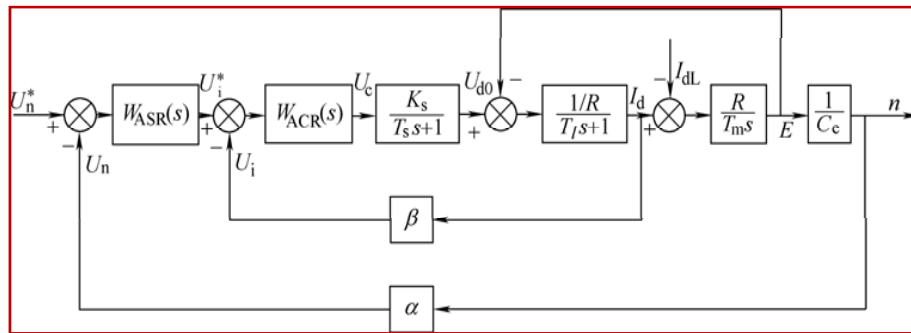 U*n
+
−
Un
WASR(s)
U*i
+
−
Ui
WACR(s)
Uc
Ks
Tss+1
Ud0
−
+
1/R
Tls+1
Id
+
−
IdL
R
Tms
E
1
Ce
n
β
α